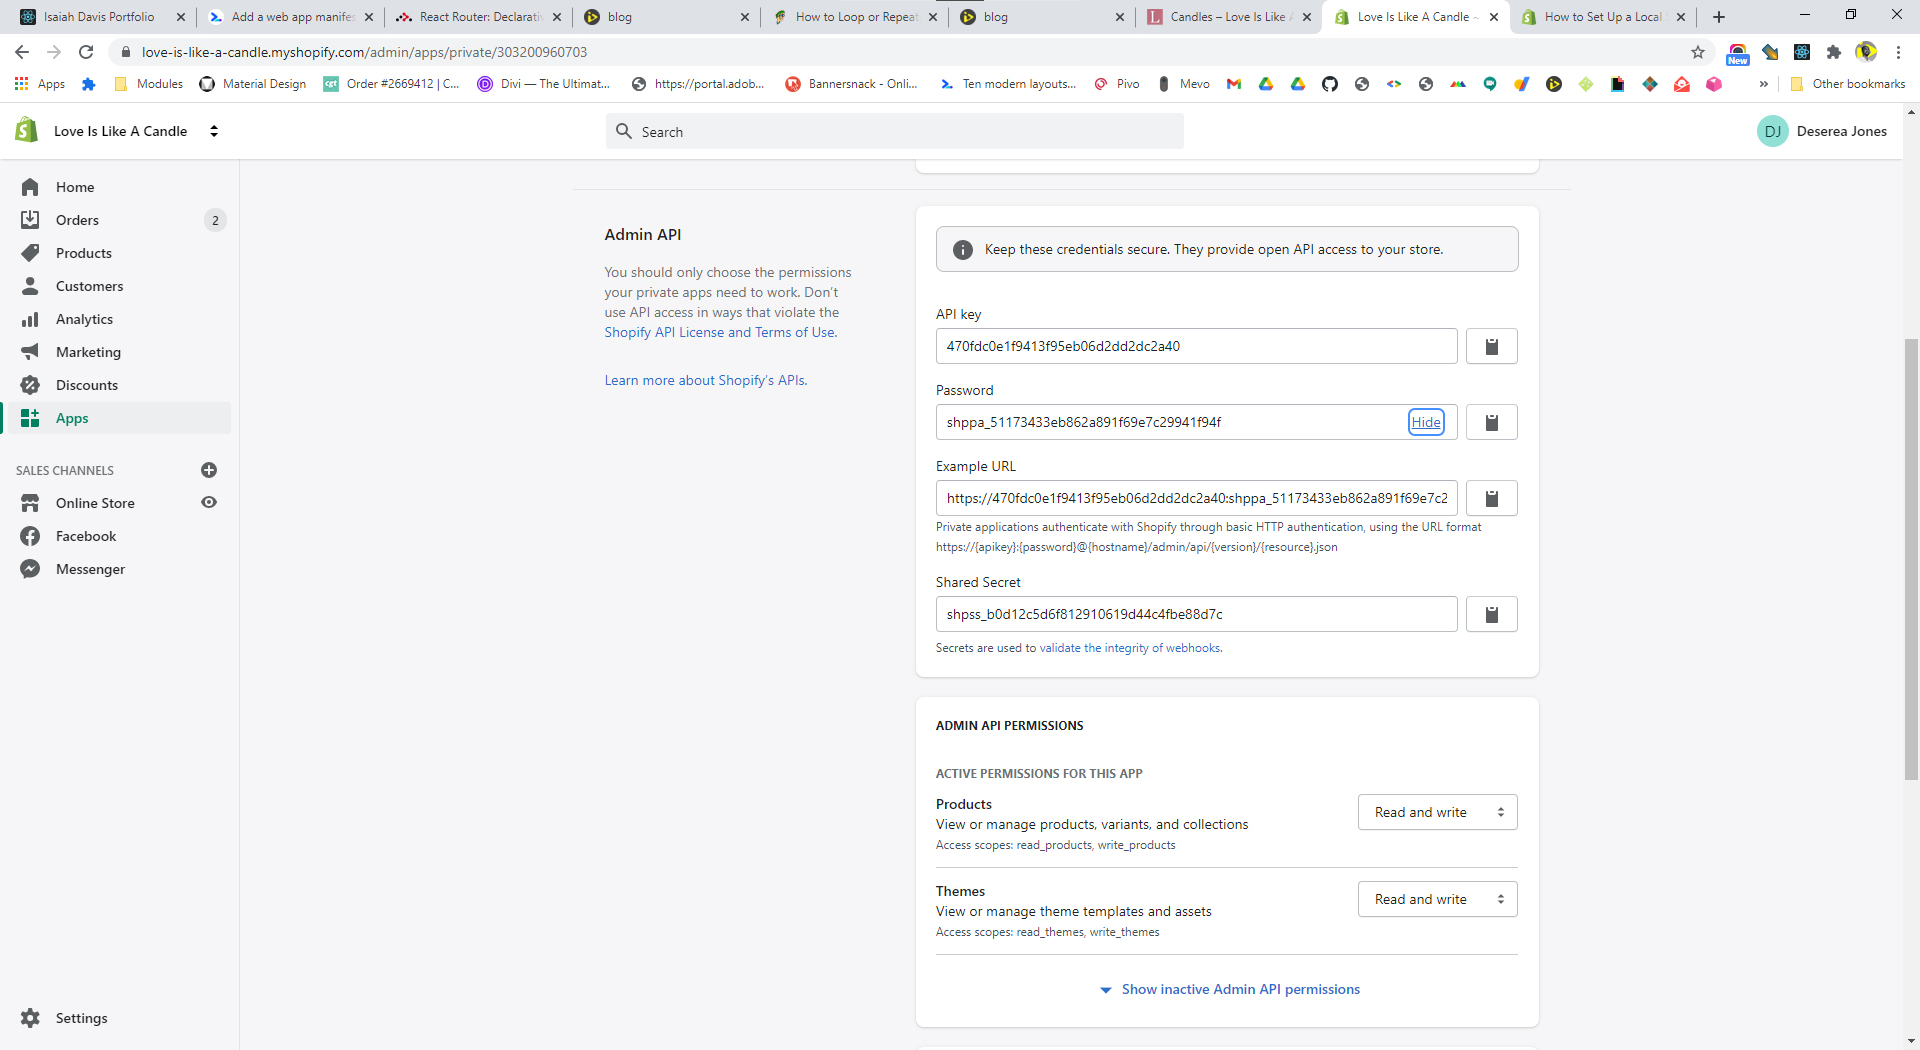 Isaiah Davis Portfolio
Add a web app manifes
React Router: Declarativ
blog
How to Loop or Repeat
blog
Candles – Love Is Like A
Love Is Like A Candle ~
How to Set Up a Local
love-is-like-a-candle.myshopify.com/admin/apps/private/303200960703
New
Apps
Modules
Material Design
cgt
Order #2669412 | C...
Divi — The Ultimat...
https://portal.adob...
Bannersnack - Onli...
Ten modern layouts...
Pivo
Mevo
»
Other bookmarks
Love Is Like A Candle
Search
DJ
Deserea Jones
Home
Orders
2
Products
Customers
Analytics
Marketing
Discounts
Apps
SALES CHANNELS
Online Store
Facebook
Messenger
Settings
Admin API
You should only choose the permissions
your private apps need to work. Don't
use API access in ways that violate the
Shopify API License and Terms of Use.
Learn more about Shopify's APIs.
Keep these credentials secure. They provide open API access to your store.
API key
470fdc0e1f9413f95eb06d2dd2dc2a40
Password
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
Hide
Example URL
https://470fdc0e1f9413f95eb06d2dd2dc2a40:shppa_51173433eb862a891f69e7c2
Private applications authenticate with Shopify through basic HTTP authentication, using the URL format
https://{apikey}:{password}@{hostname}/admin/api/{version}/{resource}.json
Shared Secret
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
Secrets are used to validate the integrity of webhooks.
ADMIN API PERMISSIONS
ACTIVE PERMISSIONS FOR THIS APP
Products
View or manage products, variants, and collections
Access scopes: read_products, write_products
Read and write
Themes
View or manage theme templates and assets
Access scopes: read_themes, write_themes
Read and write
Show inactive Admin API permissions